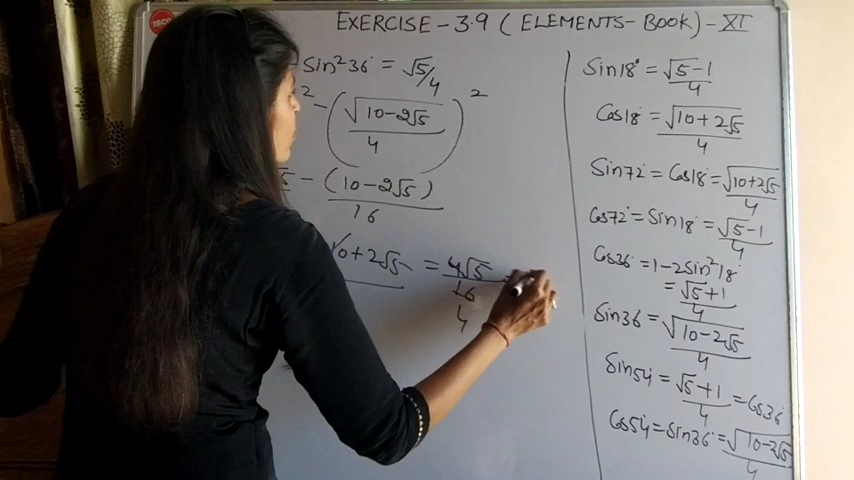 EXERCISE - 3.9 ( ELEMENTS - BOOK) - XI
Sin²36° = √5/4
2 - (√10-2√5 / 4)²
√5 - (10-2√5) / 16
10 + 2√5 = 4√5 / 16 =
4
Sin18° = √5-1 / 4
Cos18° = √10+2√5 / 4
Sin72° = Cos18° = √10+2√5 / 4
Cos72° = Sin18° = √5-1 / 4
Cos36° = 1-2Sin²18°
= √5+1 / 4
Sin36° = √10-2√5 / 4
Sin54° = √5+1 / 4 = Cos36°
Cos54° = Sin36° = √10-2√5 / 4